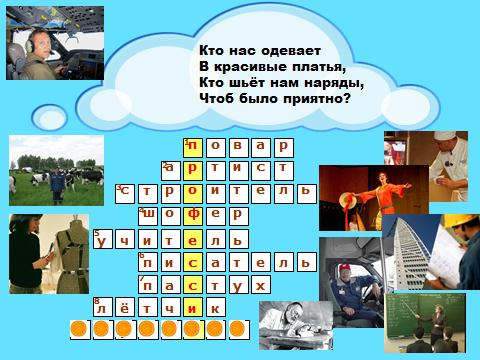 Кто нас одевает
В красивые платья,
Кто шьёт нам наряды,
Чтоб было приятно?
1 повар
2 артист
3 строитель
4 шофер
5 учитель
6 писатель
7 пастух
8 лётчик